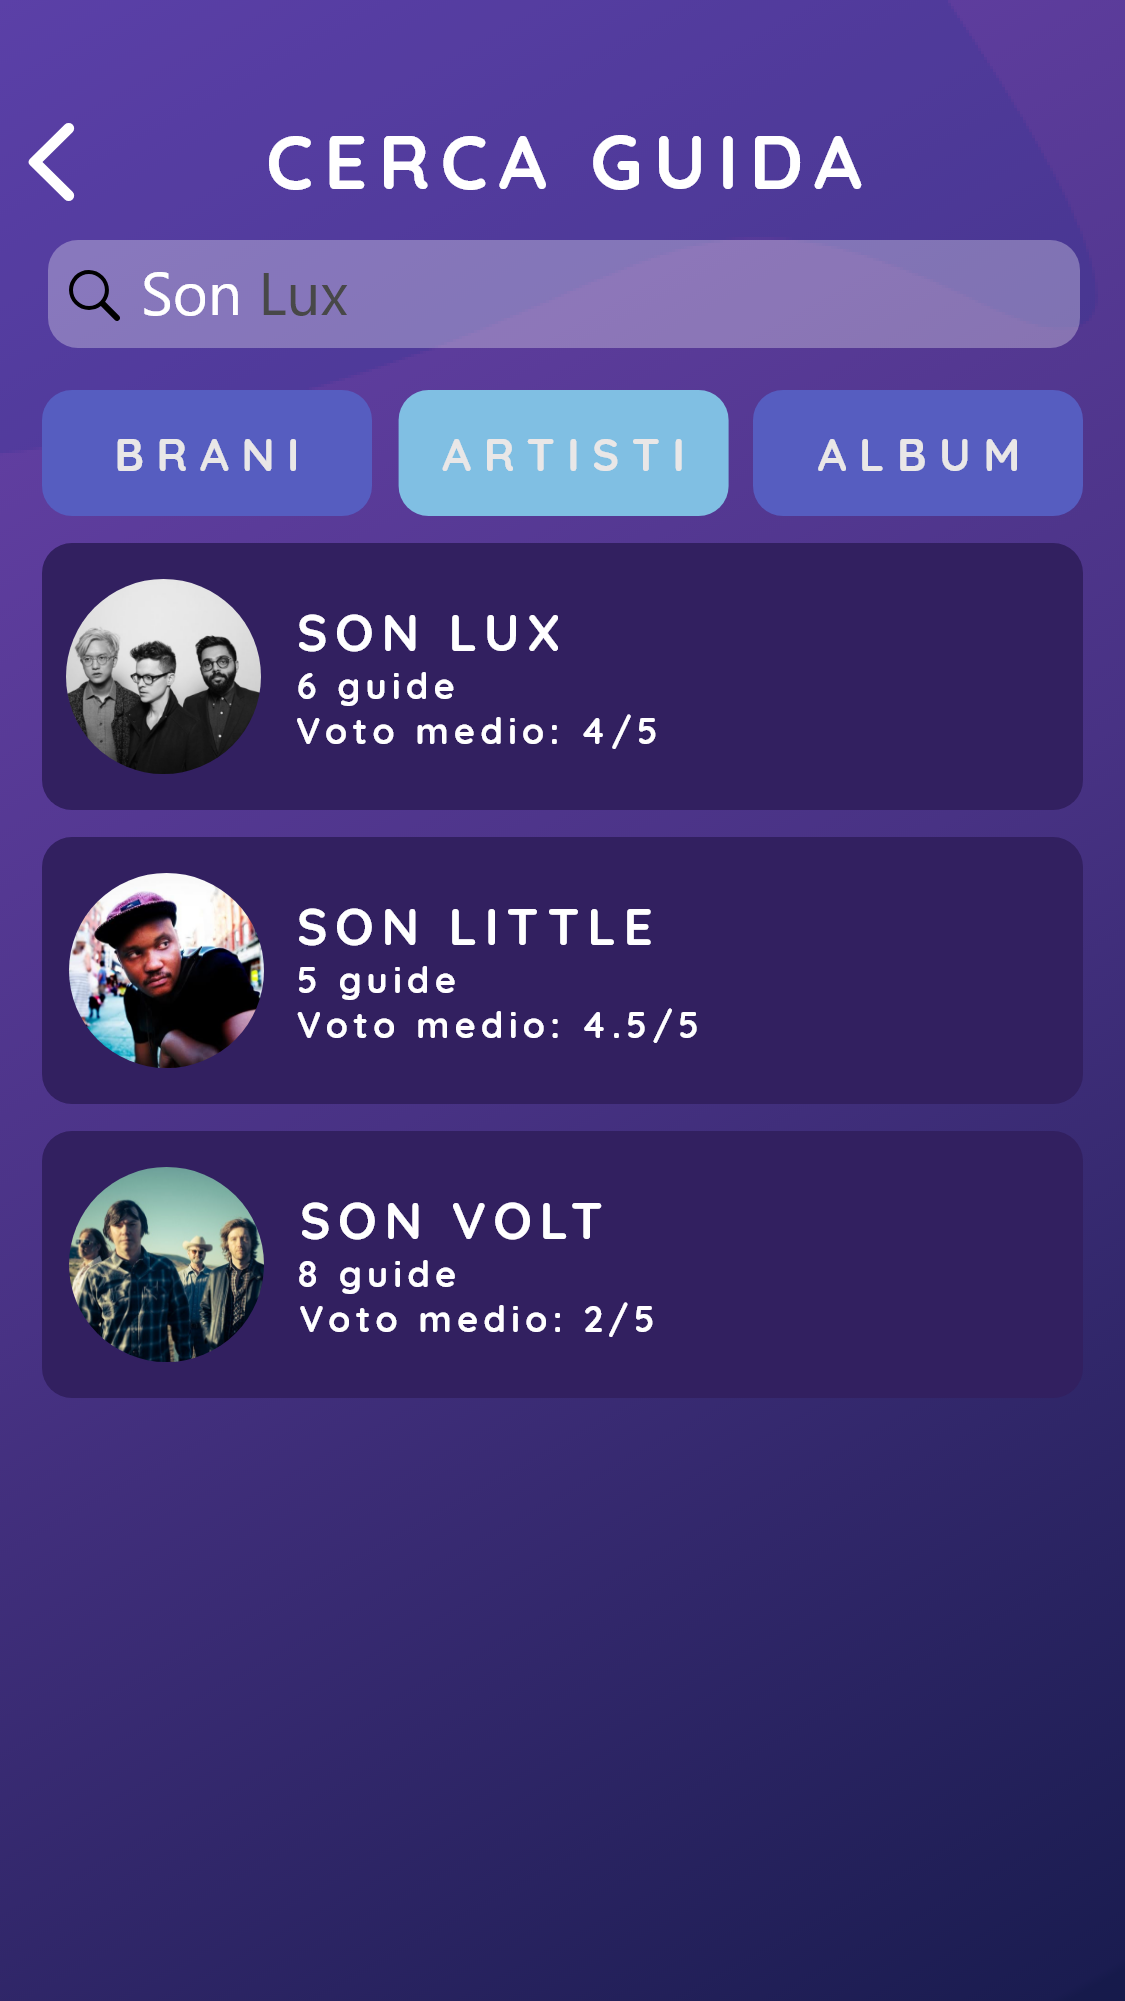 CERCA GUIDA
Son Lux
BRANI ARTISTI ALBUM
SON LUX
6 guide
Voto medio: 4/5
SON LITTLE
5 guide
Voto medio: 4.5/5
SON VOLT
8 guide
Voto medio: 2/5